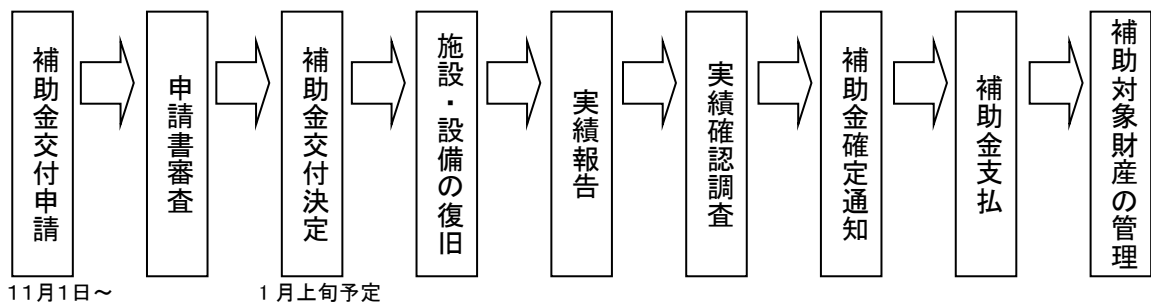 補助金交付申請
申請書審査
補助金交付決定
施設・設備の復旧
実績報告
実績確認調査
補助金確定通知
補助金支払
補助対象財産の管理
11月1日～
1月上旬予定